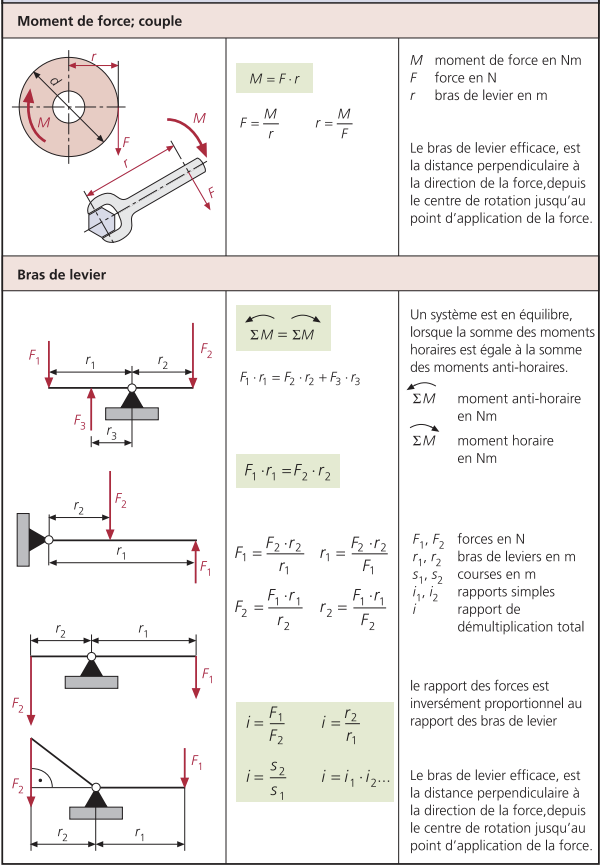 Moment de force; couple
r
d
M
F
M
r
F
M = F · r
F = M / r
r = M / F
M moment de force en Nm
F force en N
r bras de levier en m
Le bras de levier efficace, est
la distance perpendiculaire à
la direction de la force,depuis
le centre de rotation jusqu'au
point d'application de la force.
Bras de levier
F₁
r₁
r₂
F₂
F₃
r₃
ΣM = ΣM
F₁ · r₁ = F₂ · r₂ + F₃ · r₃
Un système est en équilibre,
lorsque la somme des moments
horaires est égale à la somme
des moments anti-horaires.
ΣM moment anti-horaire
en Nm
ΣM moment horaire
en Nm
r₂
F₂
r₁
F₁
F₁ · r₁ = F₂ · r₂
F₁ = F₂ · r₂ / r₁
r₁ = F₂ · r₂ / F₁
F₂ = F₁ · r₁ / r₂
r₂ = F₁ · r₁ / F₂
F₁, F₂ forces en N
r₁, r₂ bras de leviers en m
s₁, s₂ courses en m
i₁, i₂ rapports simples
i rapport de
démultiplication total
r₂
r₁
F₁
F₂
i = F₁ / F₂
i = r₂ / r₁
i = s₂ / s₁
i = i₁ · i₂...
le rapport des forces est
inversément proportionnel au
rapport des bras de levier
F₁
F₂
r₂
r₁
Le bras de levier efficace, est
la distance perpendiculaire à
la direction de la force,depuis
le centre de rotation jusqu'au
point d'application de la force.